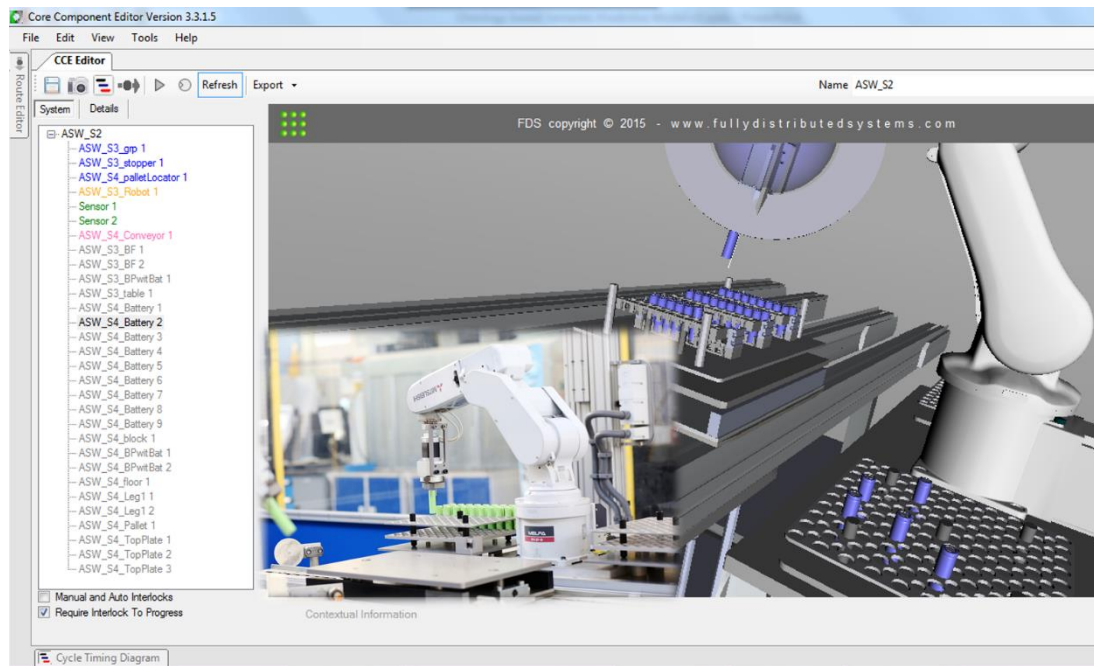 Core Component Editor Version 3.3.1.5
File Edit View Tools Help
CCE Editor
Route Editor
Refresh Export Name ASW_S2
System Details
FDS copyright © 2015 - www.fullydistributedsystems.com
ASW_S2
ASW_S3_grp 1
ASW_S3_stopper 1
ASW_S4_palletLocator 1
ASW_S3_Robot 1
Sensor 1
Sensor 2
ASW_S4_Conveyor 1
ASW_S3_BF 1
ASW_S3_BF 2
ASW_S3_BPwitBat 1
ASW_S3_table 1
ASW_S4_Battery 1
ASW_S4_Battery 2
ASW_S4_Battery 3
ASW_S4_Battery 4
ASW_S4_Battery 5
ASW_S4_Battery 6
ASW_S4_Battery 7
ASW_S4_Battery 8
ASW_S4_Battery 9
ASW_S4_block 1
ASW_S4_BPwitBat 1
ASW_S4_BPwitBat 2
ASW_S4_floor 1
ASW_S4_Leg1 1
ASW_S4_Leg1 2
ASW_S4_Pallet 1
ASW_S4_TopPlate 1
ASW_S4_TopPlate 2
ASW_S4_TopPlate 3
MELFA
Manual and Auto Interlocks
Require Interlock To Progress
Contextual Information
Cycle Timing Diagram